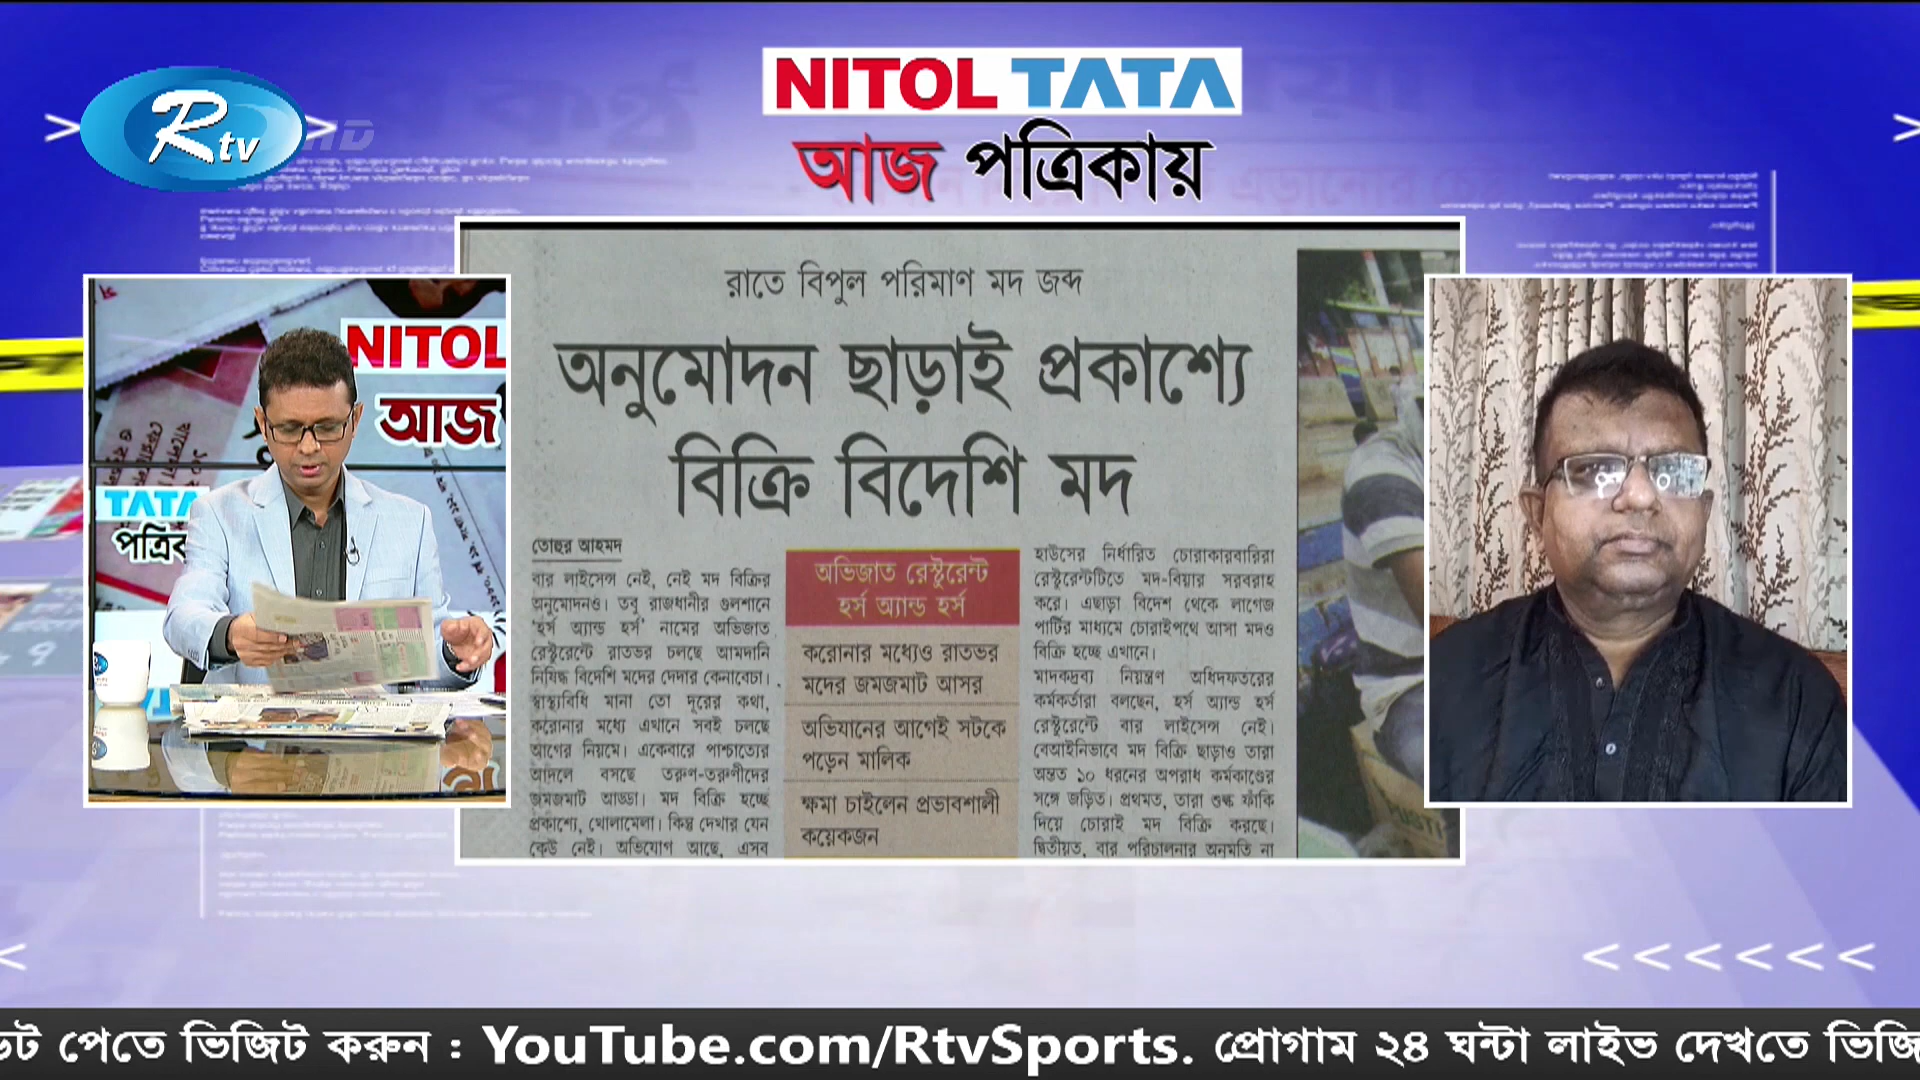 NITOL TATA
আজ পত্রিকায়
Rtv
HD
রাতে বিপুল পরিমাণ মদ জব্দ
অনুমোদন ছাড়াই প্রকাশ্যে
বিক্রি বিদেশি মদ
তোহুর আহমদ
বার লাইসেন্স নেই, নেই মদ বিক্রির
অনুমোদনও। তবু রাজধানীর গুলশানে
'হর্স অ্যান্ড হর্স' নামের অভিজাত
রেস্টুরেন্টে রাতভর চলছে আমদানি
নিষিদ্ধ বিদেশি মদের দেদার কেনাবেচা।
স্বাস্থ্যবিধি মানা তো দূরের কথা,
করোনার মধ্যে এখানে সবই চলছে
আগের নিয়মে। একেবারে পাশ্চাত্যের
আদলে বসছে তরুণ-তরুণীদের
জমজমাট আড্ডা। মদ বিক্রি হচ্ছে
প্রকাশ্যে, খোলামেলা। কিন্তু দেখার যেন
কেউ নেই। অভিযোগ আছে, এসব
অভিজাত রেস্টুরেন্ট
হর্স অ্যান্ড হর্স
করোনার মধ্যেও রাতভর
মদের জমজমাট আসর
অভিযানের আগেই সটকে
পড়েন মালিক
ক্ষমা চাইলেন প্রভাবশালী
কয়েকজন
হাউসের নির্ধারিত চোরাকারবারিরা
রেস্টুরেন্টটিতে মদ-বিয়ার সরবরাহ
করে। এছাড়া বিদেশ থেকে লাগেজ
পার্টির মাধ্যমে চোরাইপথে আসা মদও
বিক্রি হচ্ছে এখানে।
মাদকদ্রব্য নিয়ন্ত্রণ অধিদফতরের
কর্মকর্তারা বলছেন, হর্স অ্যান্ড হর্স
রেস্টুরেন্টে বার লাইসেন্স নেই।
বেআইনিভাবে মদ বিক্রি ছাড়াও তারা
অন্তত ১০ ধরনের অপরাধ কর্মকাণ্ডের
সঙ্গে জড়িত। প্রথমত, তারা শুল্ক ফাঁকি
দিয়ে চোরাই মদ বিক্রি করছে।
দ্বিতীয়ত, বার পরিচালনার অনুমতি না
NITOL
আজ
TATA
পত্রিক
ডট পেতে ভিজিট করুন : YouTube.com/RtvSports. প্রোগাম ২৪ ঘন্টা লাইভ দেখতে ভিজি